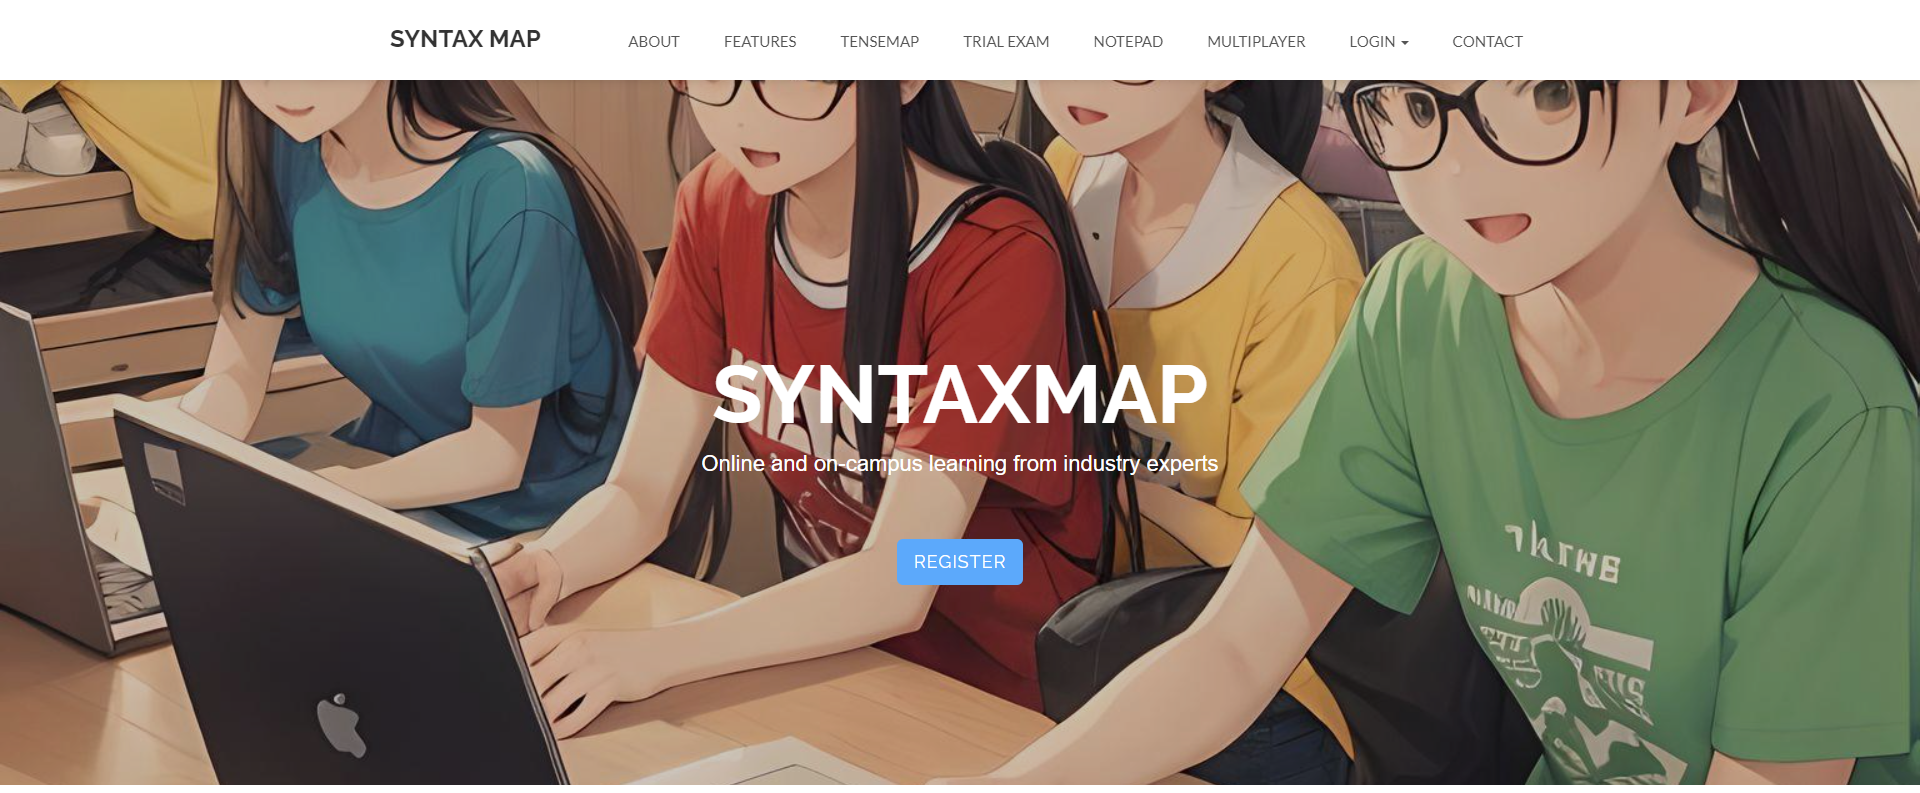 SYNTAX MAP
ABOUT
FEATURES
TENSEMAP
TRIAL EXAM
NOTEPAD
MULTIPLAYER
LOGIN
CONTACT
SYNTAXMAP
Online and on-campus learning from industry experts
REGISTER